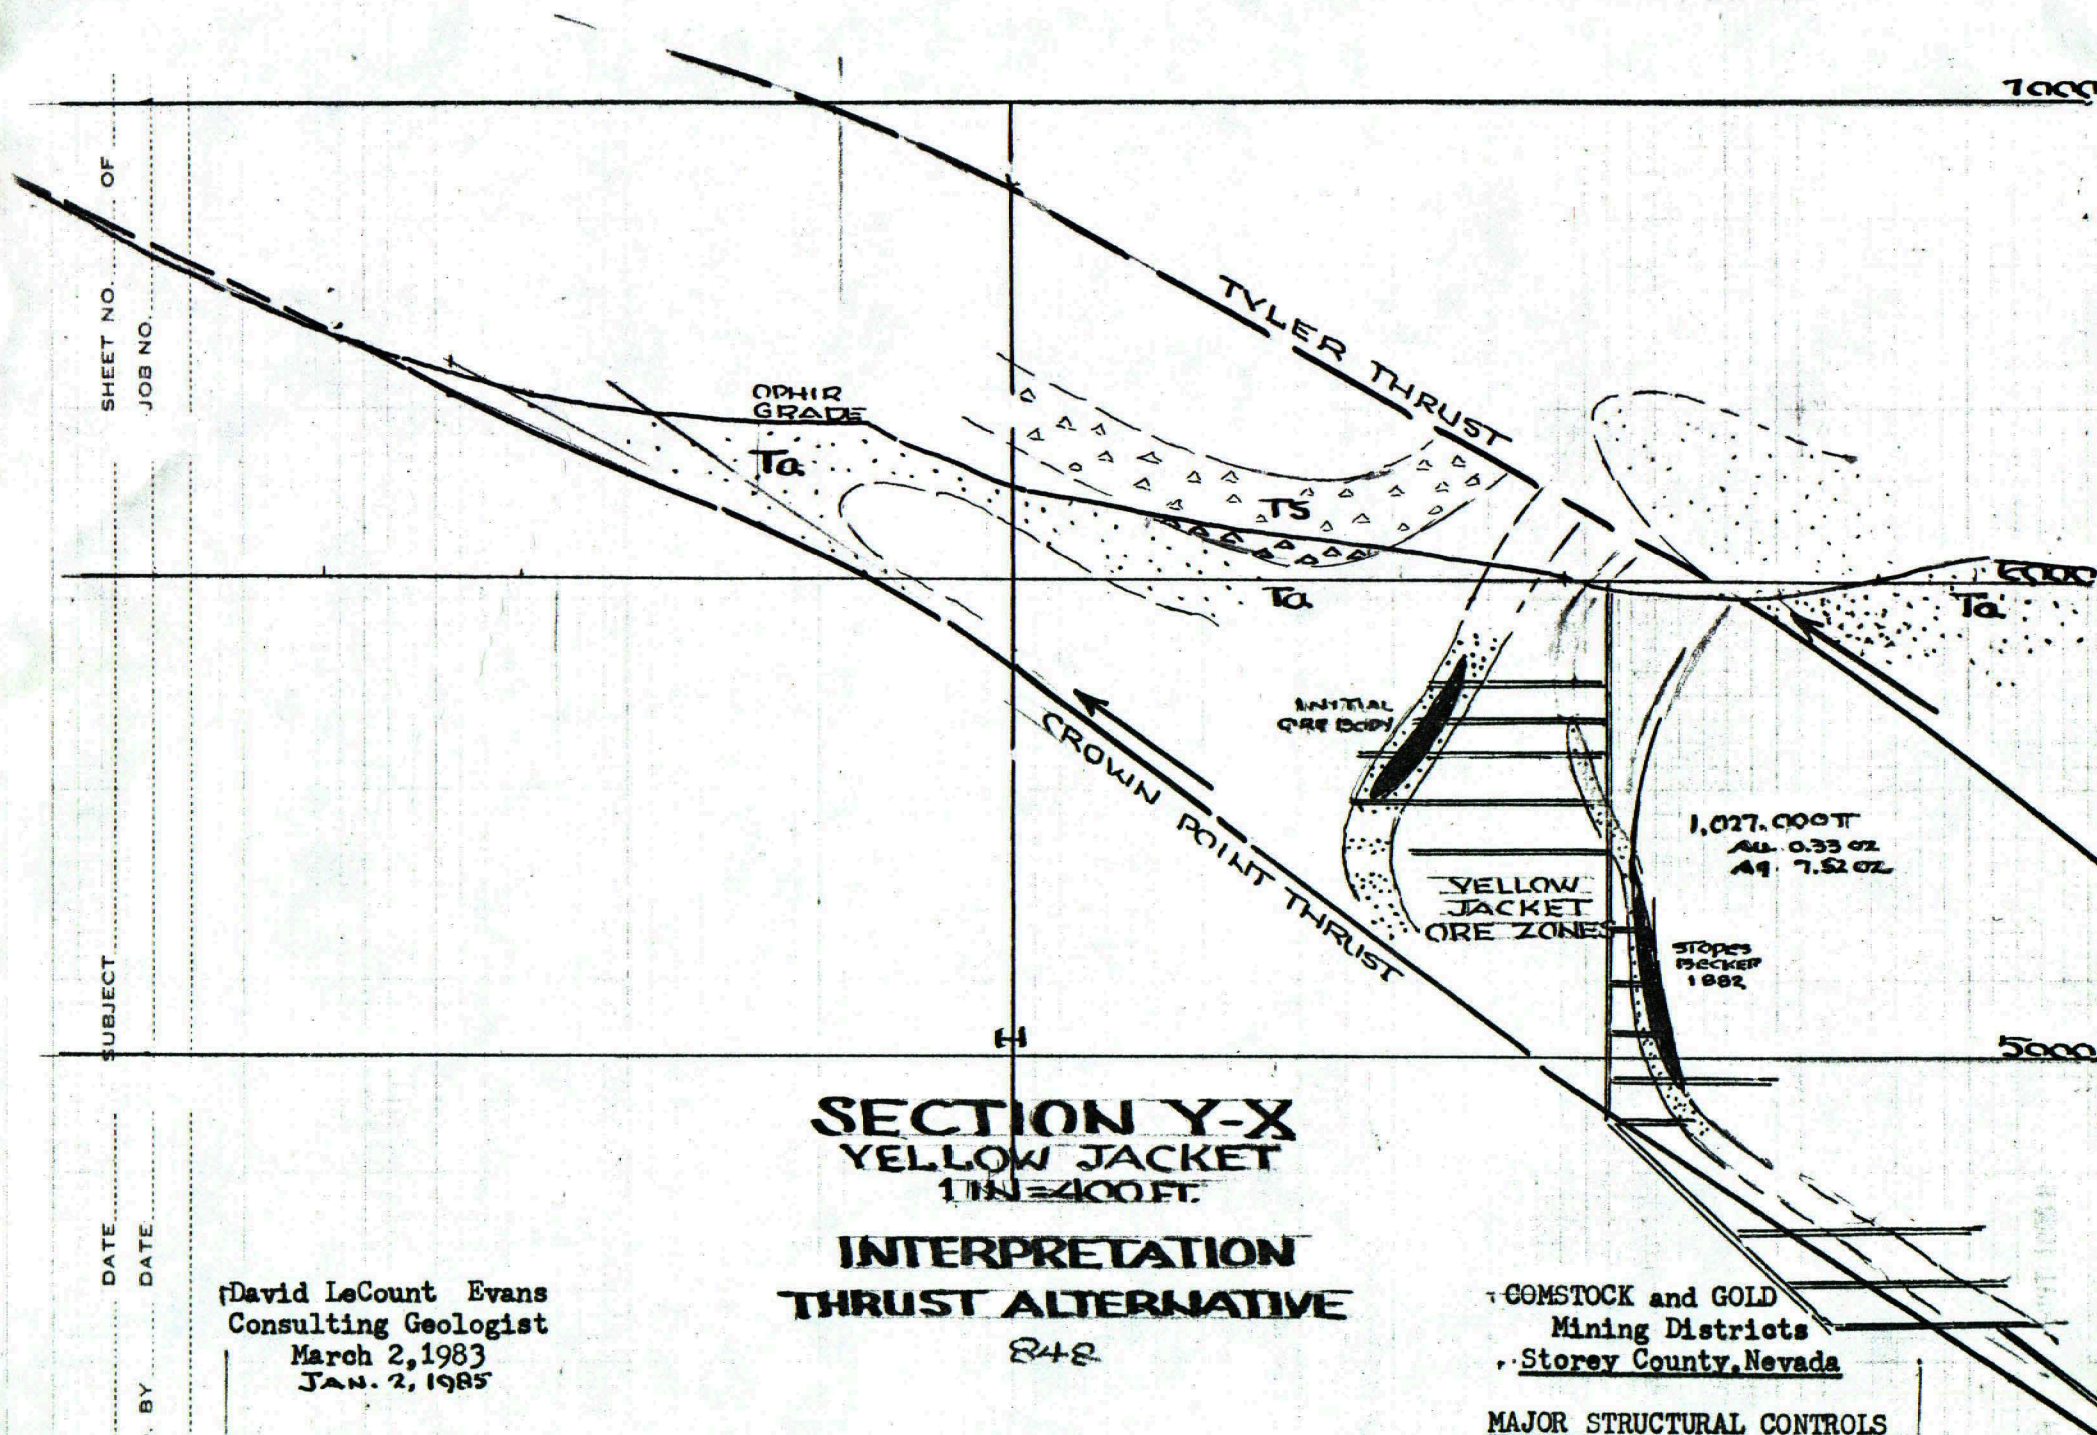 7000
SHEET NO. OF
JOB NO.
TYLER THRUST
OPHIR
GRADE
Ta
Ts
6000
Ta
Ta
INITIAL
ORE BODY
CROWN POINT THRUST
1,027,000 T
Au 0.33 oz
Ag 7.52 oz
YELLOW
JACKET
ORE ZONES
STOPES
BECKER
1882
SUBJECT
5000
SECTION Y-X
YELLOW JACKET
1 IN = 400 FT.
INTERPRETATION
THRUST ALTERNATIVE
848
DATE
DATE
BY
David LeCount Evans
Consulting Geologist
March 2, 1983
JAN. 2, 1985
COMSTOCK and GOLD
Mining Districts
Storey County, Nevada
MAJOR STRUCTURAL CONTROLS